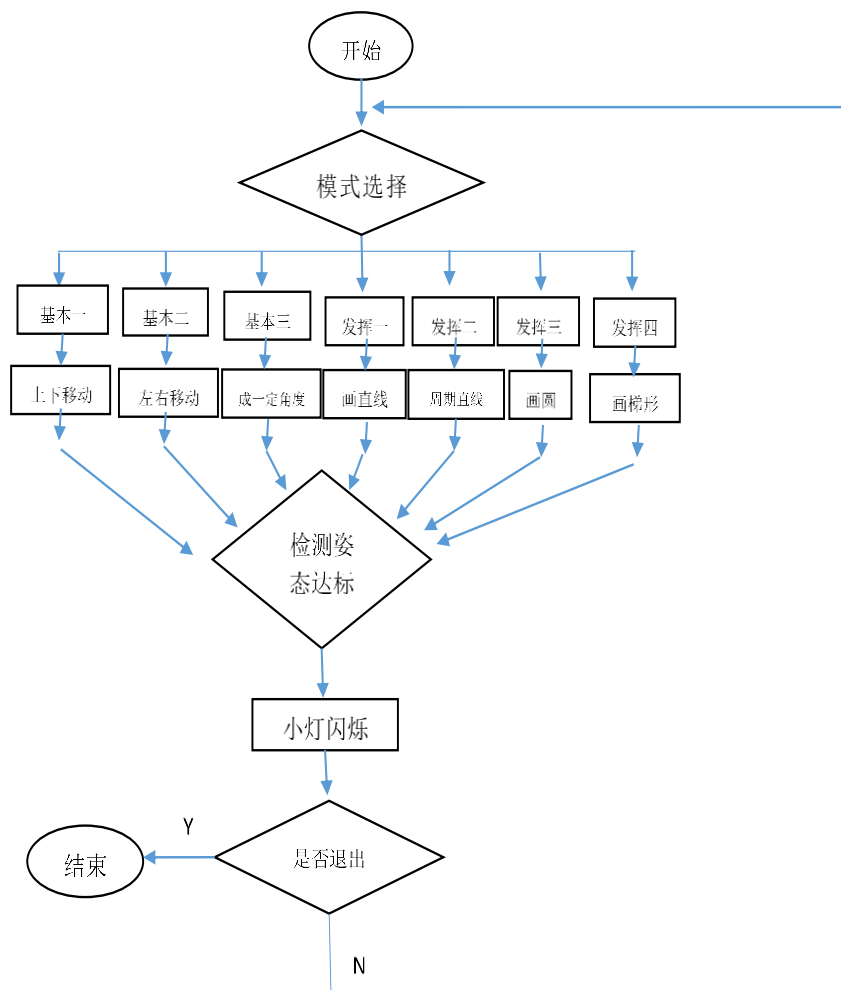 开始
模式选择
基本一
基本二
基本三
发挥一
发挥二
发挥三
发挥四
上下移动
左右移动
成一定角度
画直线
周期直线
画圆
画梯形
检测姿
态达标
小灯闪烁
Y
结束
是否退出
N